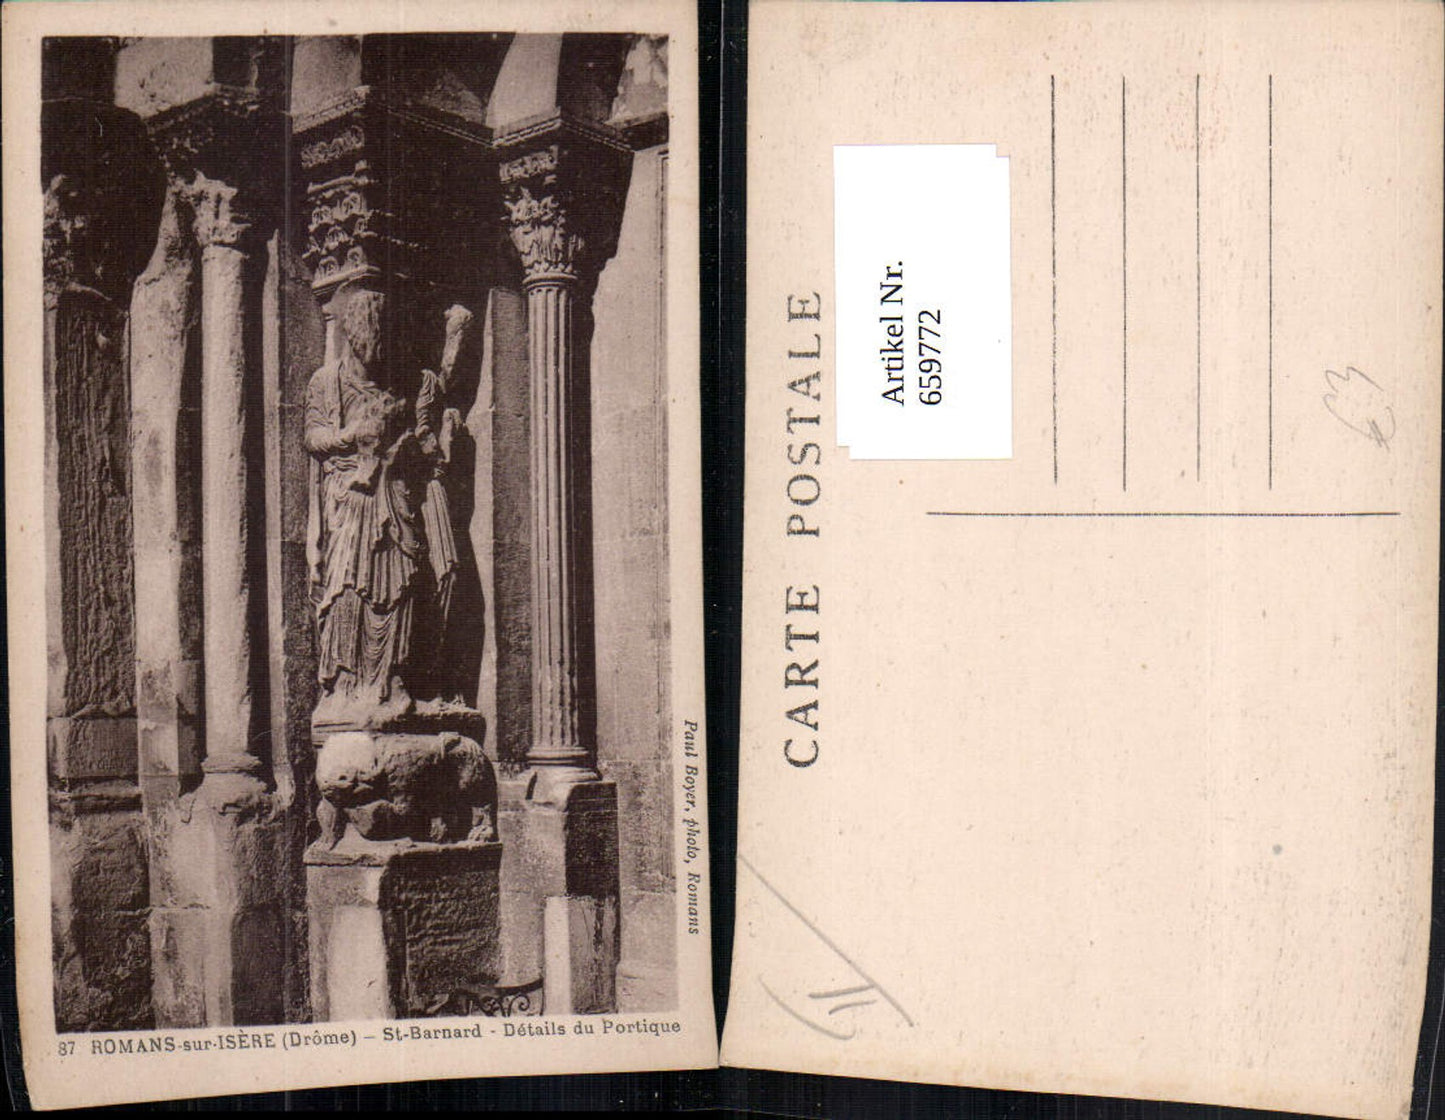 87 ROMANS-sur-ISÈRE (Drôme) – St-Barnard - Détails du Portique
Paul Boyer, photo, Romans
CARTE POSTALE
Artikel Nr.
659772